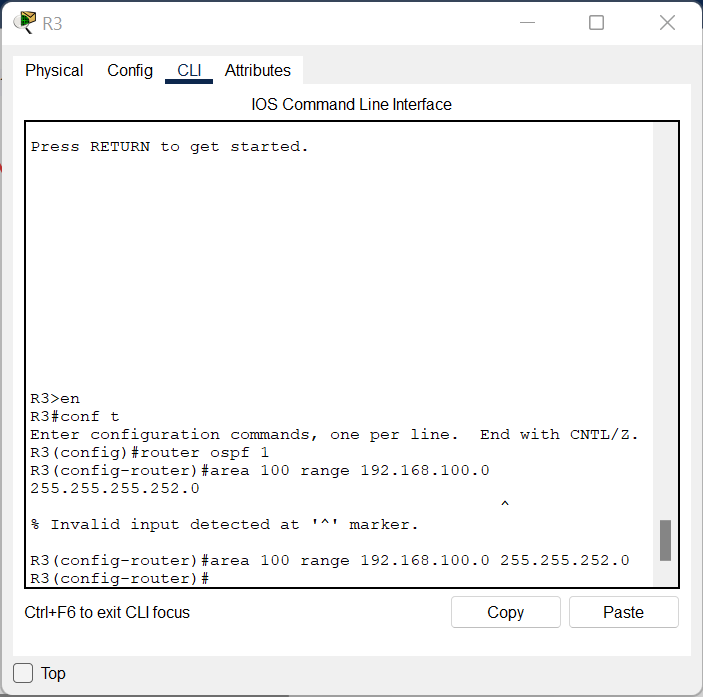 R3
Physical Config CLI Attributes
IOS Command Line Interface
Press RETURN to get started.
R3>en
R3#conf t
Enter configuration commands, one per line.  End with CNTL/Z.
R3(config)#router ospf 1
R3(config-router)#area 100 range 192.168.100.0
255.255.255.252.0
^
% Invalid input detected at '^' marker.
R3(config-router)#area 100 range 192.168.100.0 255.255.252.0
R3(config-router)#
Ctrl+F6 to exit CLI focus
Copy Paste
Top